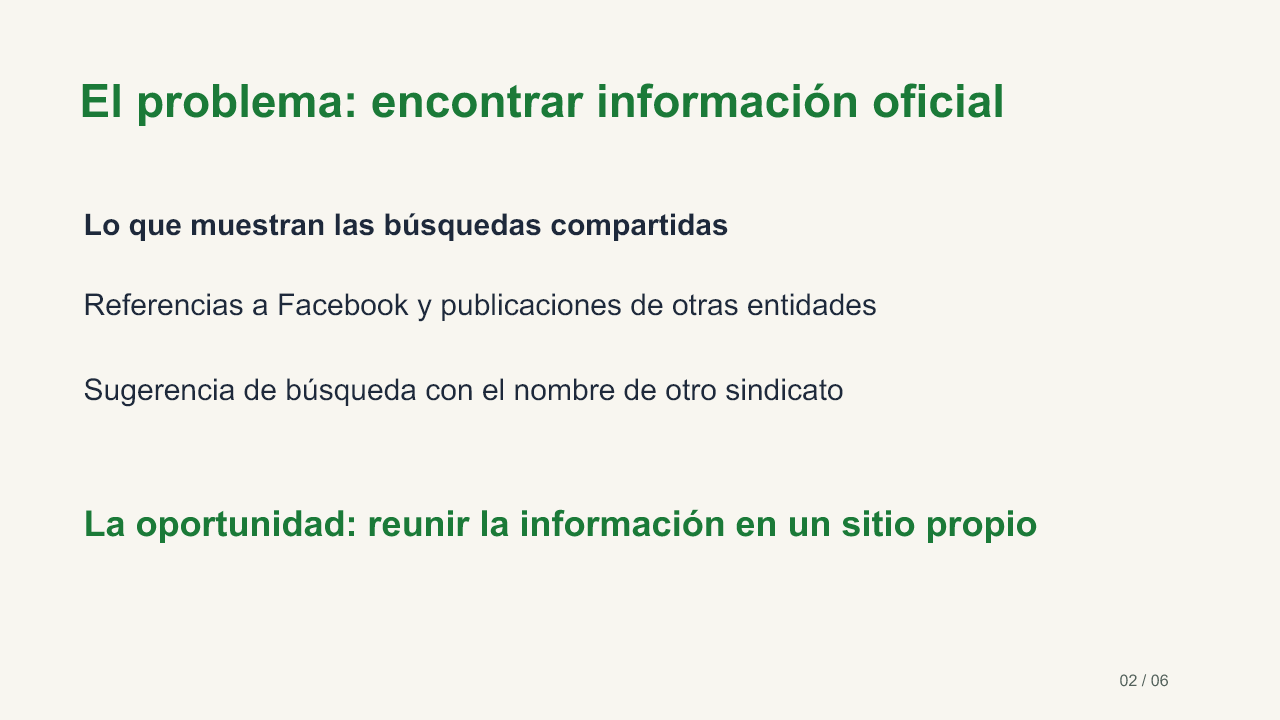 El problema: encontrar información oficial
Lo que muestran las búsquedas compartidas
Referencias a Facebook y publicaciones de otras entidades
Sugerencia de búsqueda con el nombre de otro sindicato
La oportunidad: reunir la información en un sitio propio
02 / 06